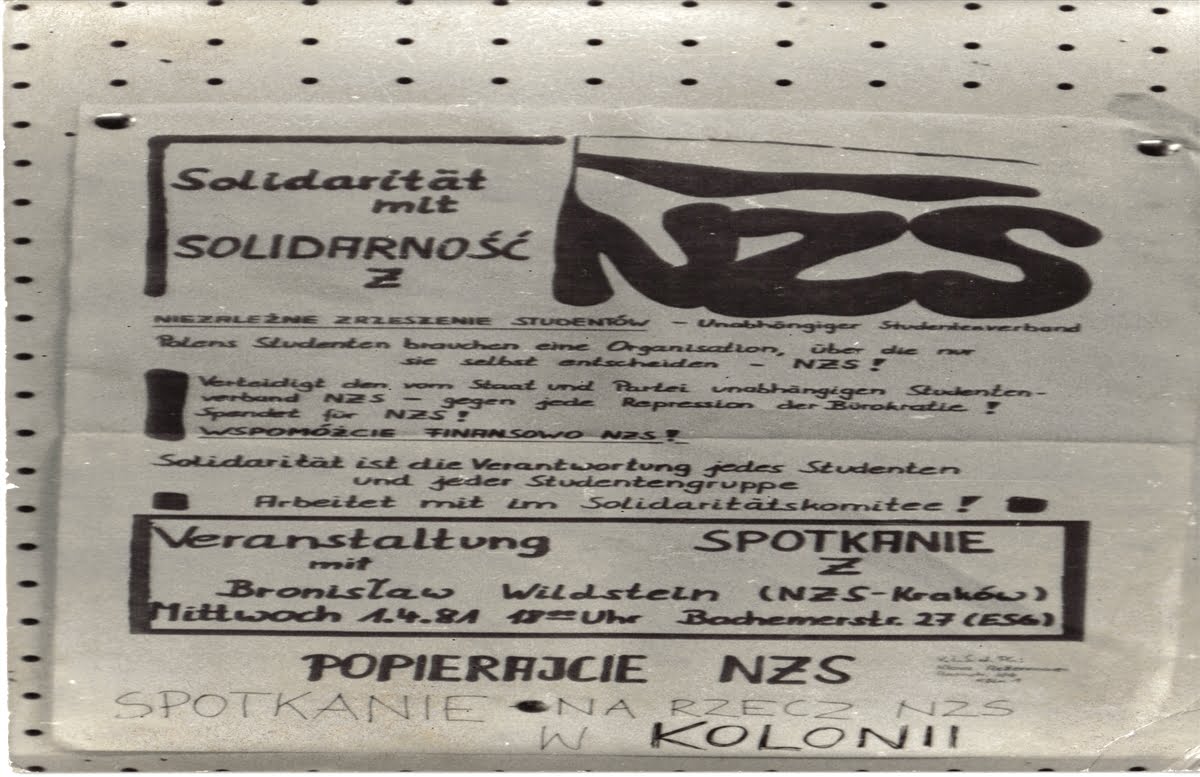 Solidarität
mit
SOLIDARNOŚĆ
Z
NZS
NIEZALEŻNE ZRZESZENIE STUDENTÓW – Unabhängiger Studentenverband
Polens Studenten brauchen eine Organisation, über die nur
sie selbst entscheiden – NZS!
Verteidigt den vom Staat und Partei unabhängigen Studenten-
verband NZS – gegen jede Repression der Bürokratie!
Spendet für NZS!
WSPOMÓŻCIE FINANSOWO NZS!
Solidarität ist die Verantwortung jedes Studenten
und jeder Studentengruppe
Arbeitet mit im Solidaritätskomitee!
Veranstaltung SPOTKANIE
mit Z
Bronisław Wildstein (NZS-Kraków)
Mittwoch 1.4.81 18⁰⁰ Uhr Bachemerstr. 27 (ESG)
POPIERAJCIE NZS
V.i.S.d.P.:
SPOTKANIE NA RZECZ NZS
W KOLONII